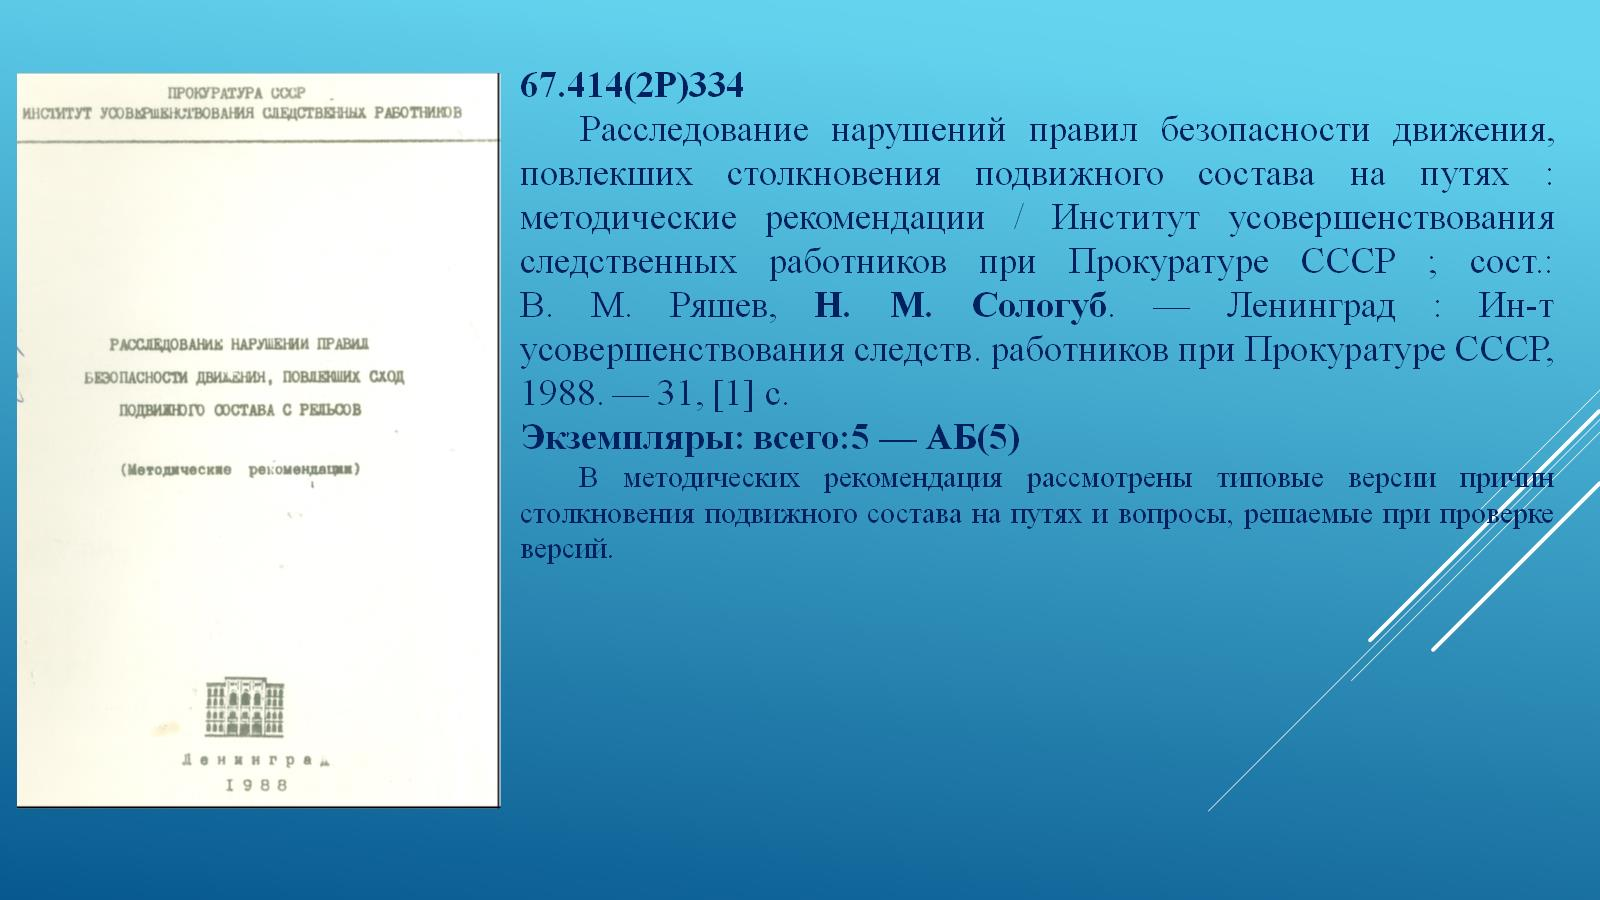 ПРОКУРАТУРА СССР
ИНСТИТУТ УСОВЕРШЕНСТВОВАНИЯ СЛЕДСТВЕННЫХ РАБОТНИКОВ
РАССЛЕДОВАНИЕ НАРУШЕНИИ ПРАВИЛ
БЕЗОПАСНОСТИ ДВИЖЕНИЯ, ПОВЛЕКШИХ СХОД
ПОДВИЖНОГО СОСТАВА С РЕЛЬСОВ
(Методические рекомендации)
Ленинград
1988
67.414(2Р)334
Расследование нарушений правил безопасности движения,
повлекших столкновения подвижного состава на путях :
методические рекомендации / Институт усовершенствования
следственных работников при Прокуратуре СССР ; сост.:
В. М. Ряшев, Н. М. Сологуб. — Ленинград : Ин-т
усовершенствования следств. работников при Прокуратуре СССР,
1988. — 31, [1] с.
Экземпляры: всего:5 — АБ(5)
В методических рекомендация рассмотрены типовые версии причин
столкновения подвижного состава на путях и вопросы, решаемые при проверке
версий.